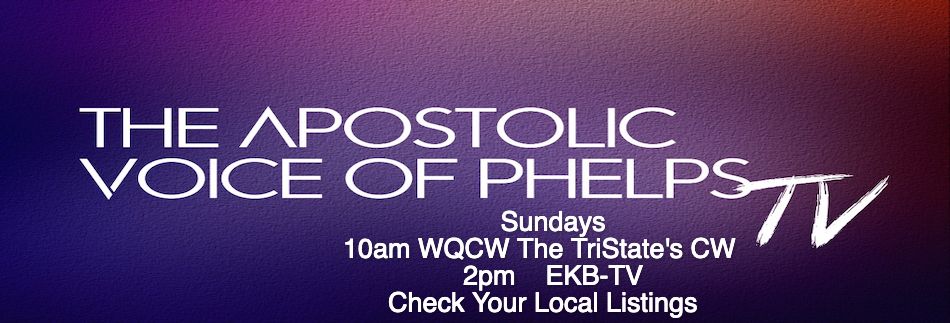 THE APOSTOLIC
VOICE OF PHELPS TV
Sundays
10am WQCW The TriState's CW
2pm EKB-TV
Check Your Local Listings